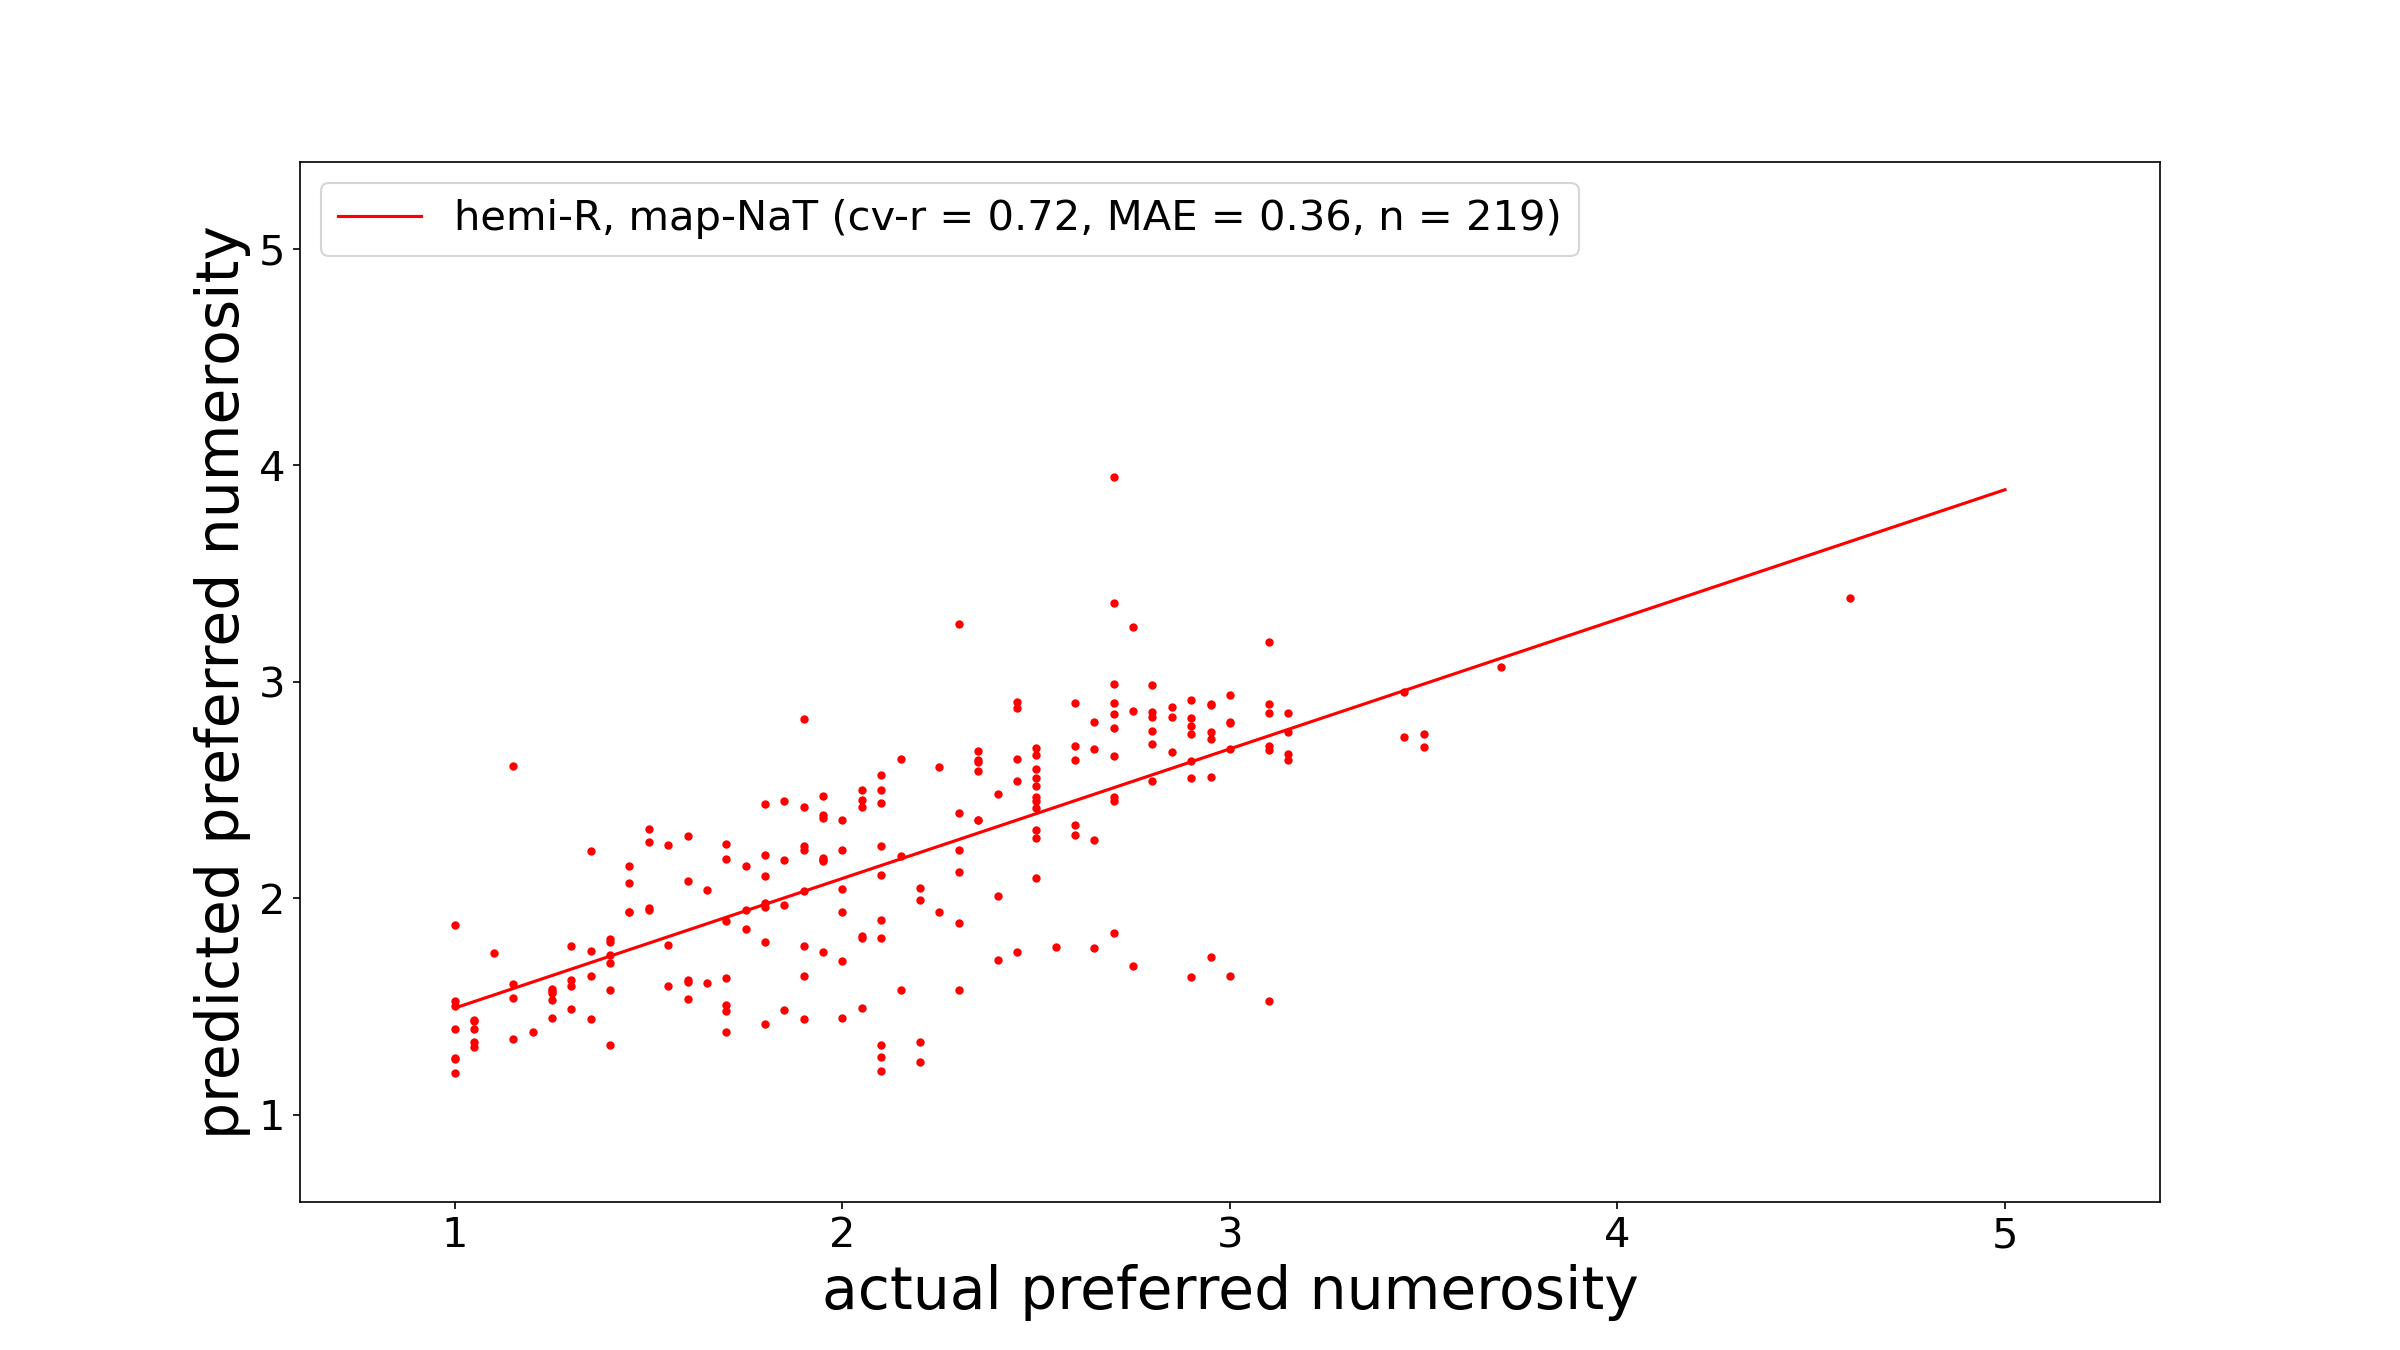 hemi-R, map-NaT (cv-r = 0.72, MAE = 0.36, n = 219)
predicted preferred numerosity
5
4
3
2
1
1 2 3 4 5
actual preferred numerosity